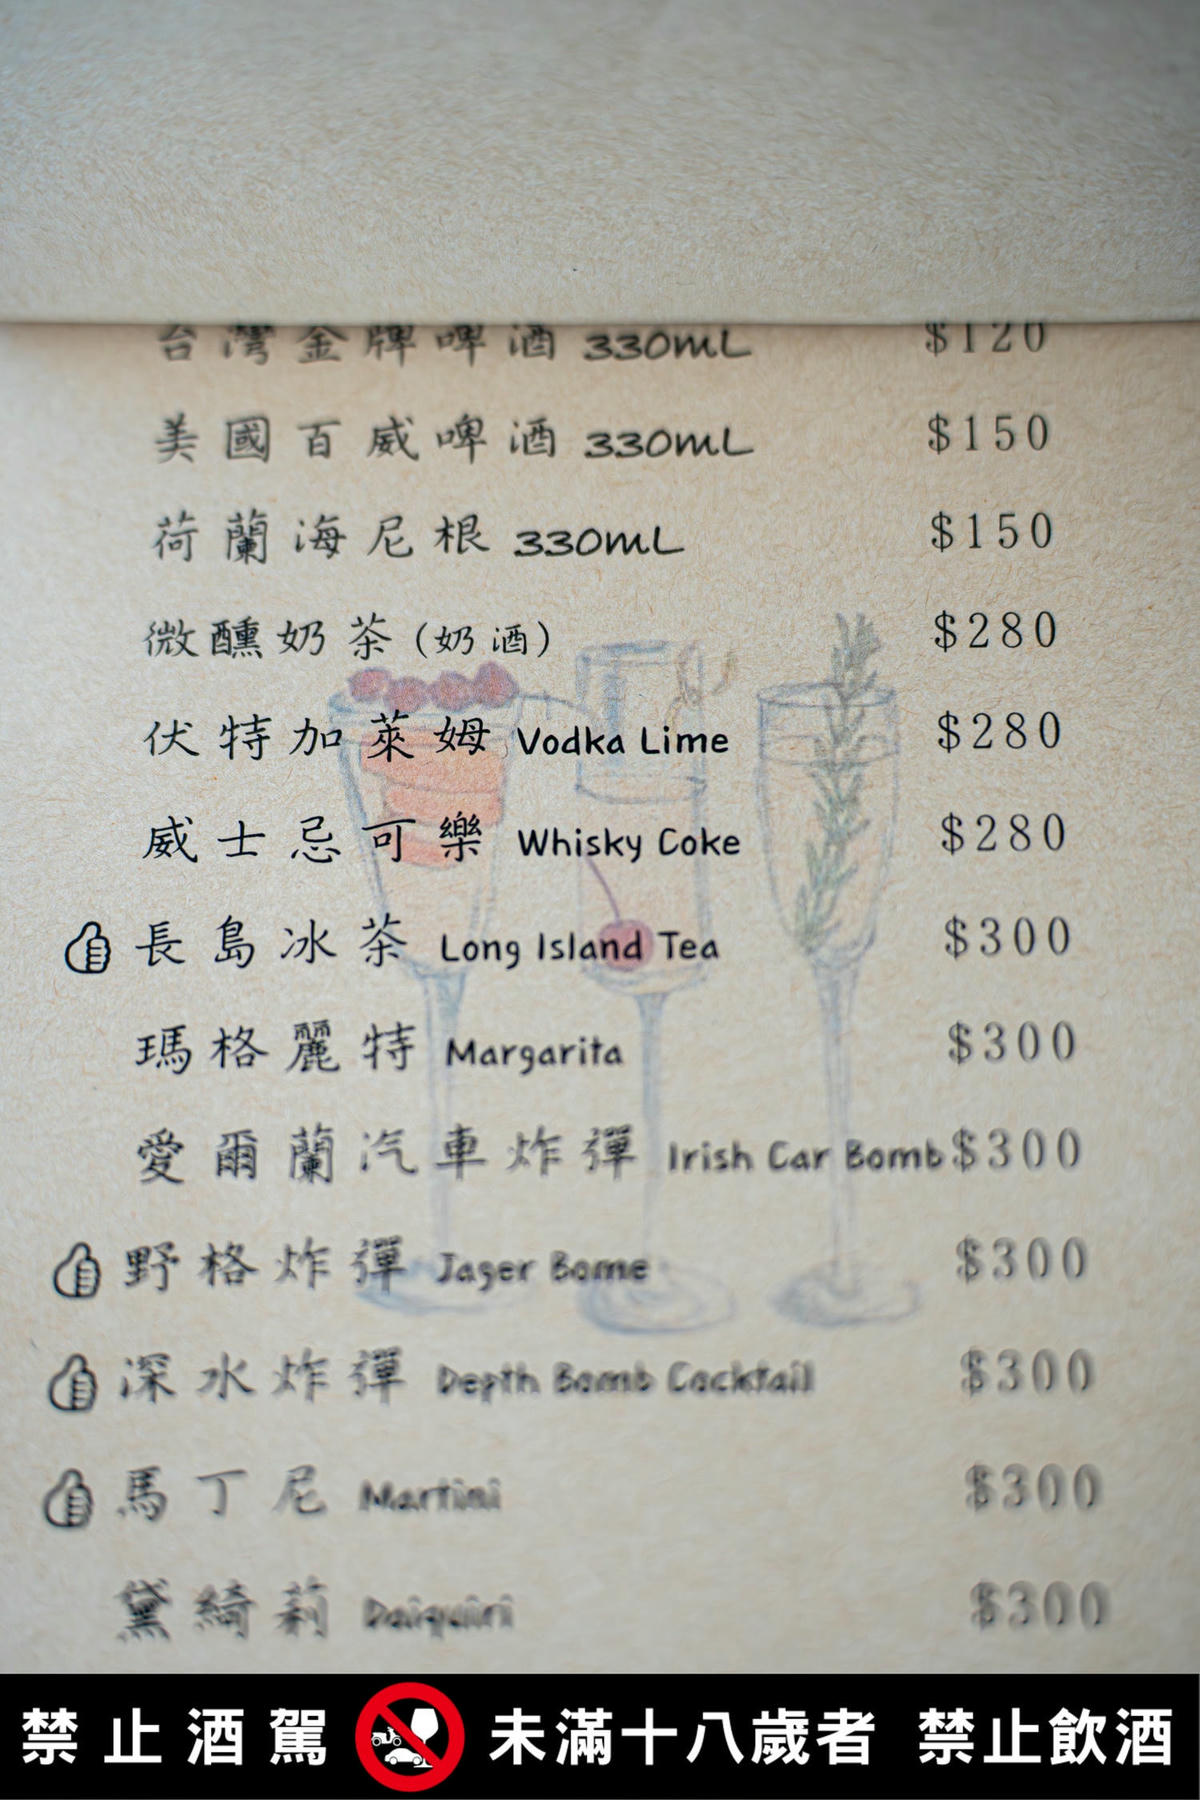 台灣金牌啤酒 330mL $120
美國百威啤酒 330mL $150
荷蘭海尼根 330mL $150
微醺奶茶(奶酒) $280
伏特加萊姆 Vodka Lime $280
威士忌可樂 Whisky Coke $280
長島冰茶 Long Island Tea $300
瑪格麗特 Margarita $300
愛爾蘭汽車炸彈 Irish Car Bomb $300
野格炸彈 Jager Bome $300
深水炸彈 Depth Bomb Cocktail $300
馬丁尼 Martini $300
黛綺莉 Daiquiri $300
禁止酒駕 未滿十八歲者 禁止飲酒